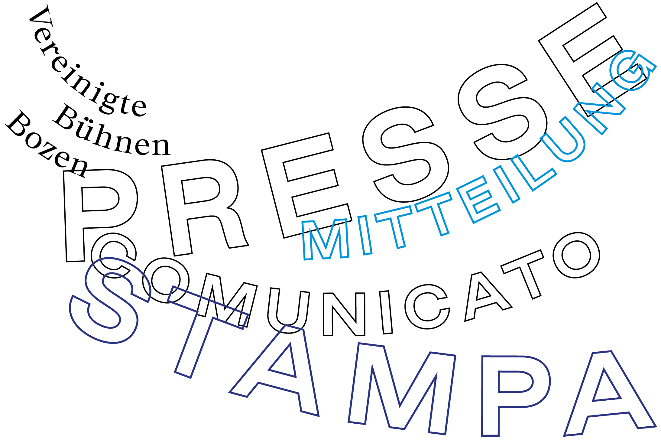 Vereinigte
Bühnen
Bozen
PRESSE
MITTEILUNG
COMUNICATO
STAMPA